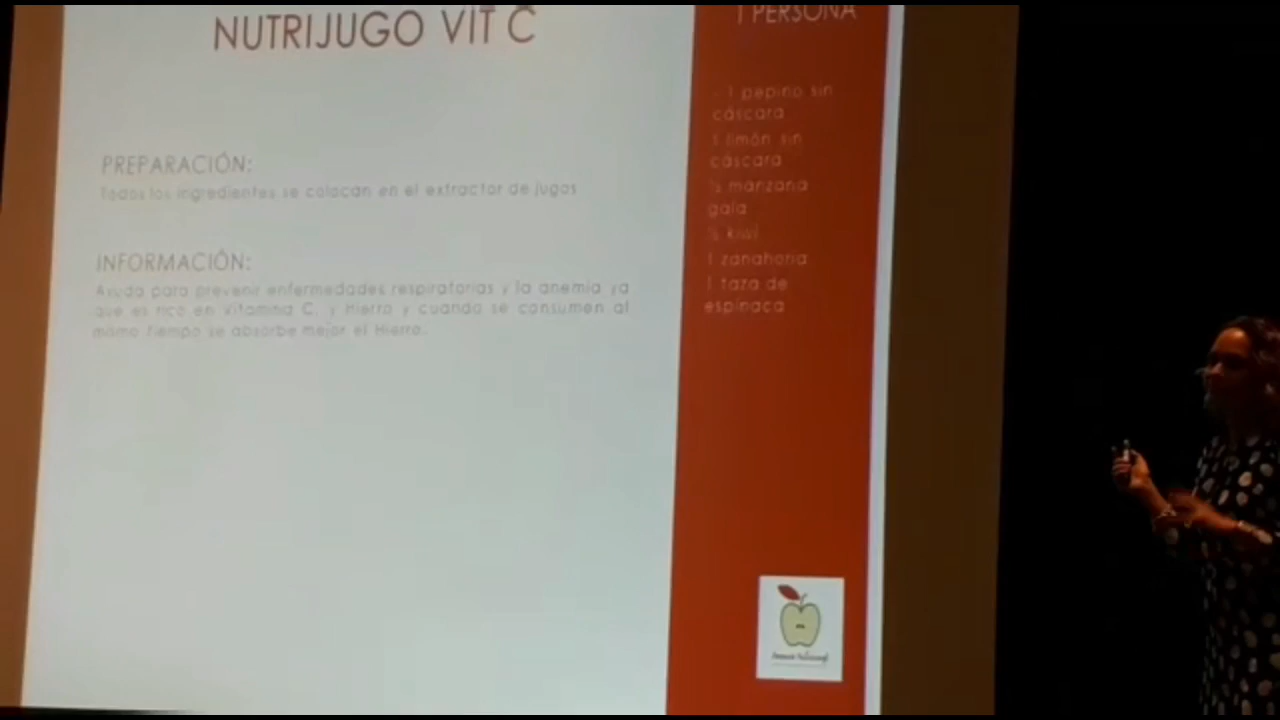 NUTRIJUGO VIT C
PREPARACIÓN:
Todos los ingredientes se colocan en el extractor de jugos
INFORMACIÓN:
Ayuda para prevenir enfermedades respiratorias y la anemia ya
que es rico en Vitamina C, y Hierro y cuando se consumen al
mismo tiempo se absorbe mejor el Hierro.
1 PERSONA
- 1 pepino sin
cáscara
1 limón sin
cáscara
½ manzana
gala
½ kiwi
1 zanahoria
1 taza de
espinaca